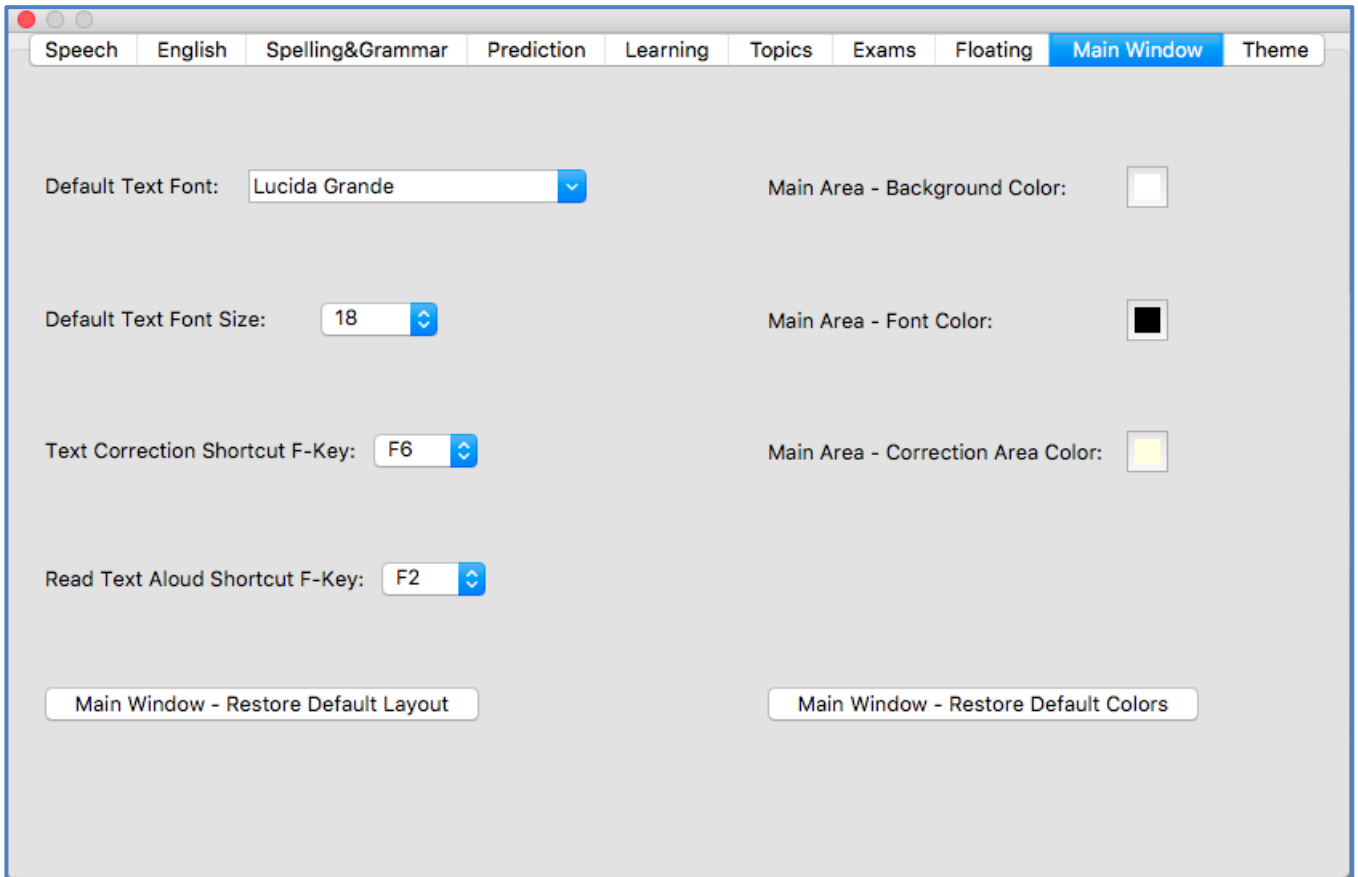 Speech English Spelling&Grammar Prediction Learning Topics Exams Floating Main Window Theme
Default Text Font: Lucida Grande
Main Area - Background Color:
Default Text Font Size: 18
Main Area - Font Color:
Text Correction Shortcut F-Key: F6
Main Area - Correction Area Color:
Read Text Aloud Shortcut F-Key: F2
Main Window - Restore Default Layout
Main Window - Restore Default Colors